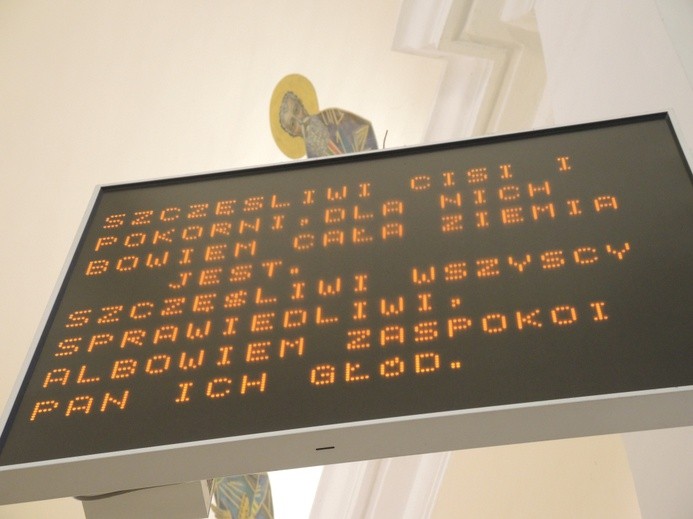 SZCZESLIWI CISI I
POKORNI,DLA NICH
BOWIEM CAŁA ZIEMIA
JEST.
SZCZĘŚLIWI WSZYSCY
SPRAWIEDLIWI,
ALBOWIEM ZASPOKOI
PAN ICH GŁÓD.